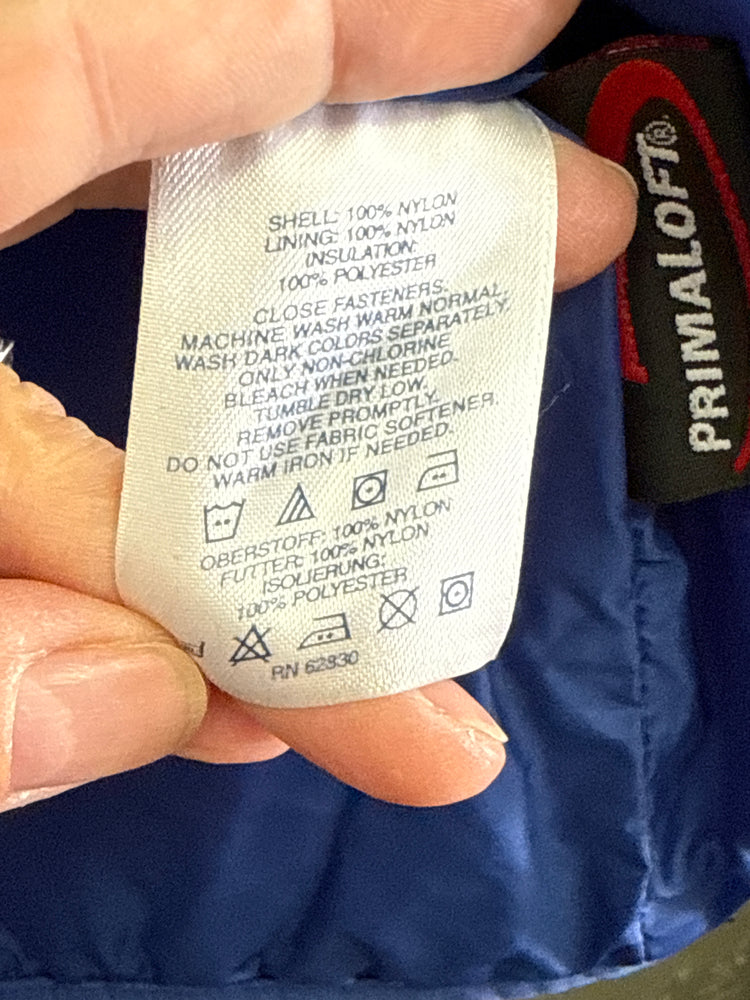 SHELL: 100% NYLON
LINING: 100% NYLON
INSULATION:
100% POLYESTER
CLOSE FASTENERS.
MACHINE WASH WARM NORMAL.
WASH DARK COLORS SEPARATELY.
ONLY NON-CHLORINE
BLEACH WHEN NEEDED.
TUMBLE DRY LOW.
REMOVE PROMPTLY.
DO NOT USE FABRIC SOFTENER.
WARM IRON IF NEEDED.
OBERSTOFF: 100% NYLON
FUTTER: 100% NYLON
ISOLIERUNG:
100% POLYESTER
RN 62830
PRIMALOFT®